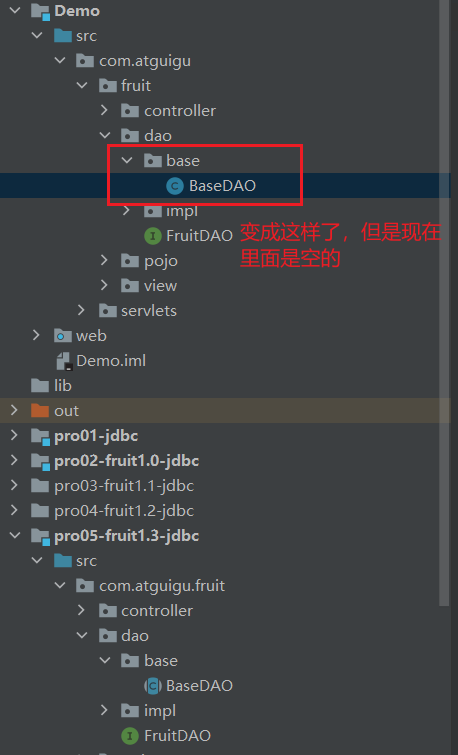 Demo
src
com.atguigu
fruit
controller
dao
base
BaseDAO
impl
FruitDAO
变成这样了，但是现在
里面是空的
pojo
view
servlets
web
Demo.iml
lib
out
pro01-jdbc
pro02-fruit1.0-jdbc
pro03-fruit1.1-jdbc
pro04-fruit1.2-jdbc
pro05-fruit1.3-jdbc
src
com.atguigu.fruit
controller
dao
base
BaseDAO
impl
FruitDAO